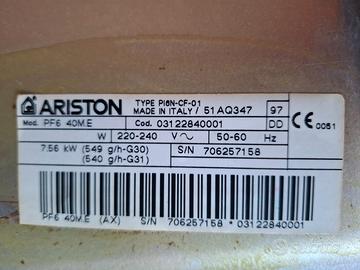 ARISTON
TYPE PI6N-CF-01
MADE IN ITALY / 51AQ347
97
Mod. PF6 40M.E
Cod. 03122840001
DD
CE 0051
W
220-240 V
50-60 Hz
7.56 kW (549 g/h-G30)
(540 g/h-G31)
S/N 706257158
PF6 40M.E (AX) S/N 706257158 *03122840001
subito